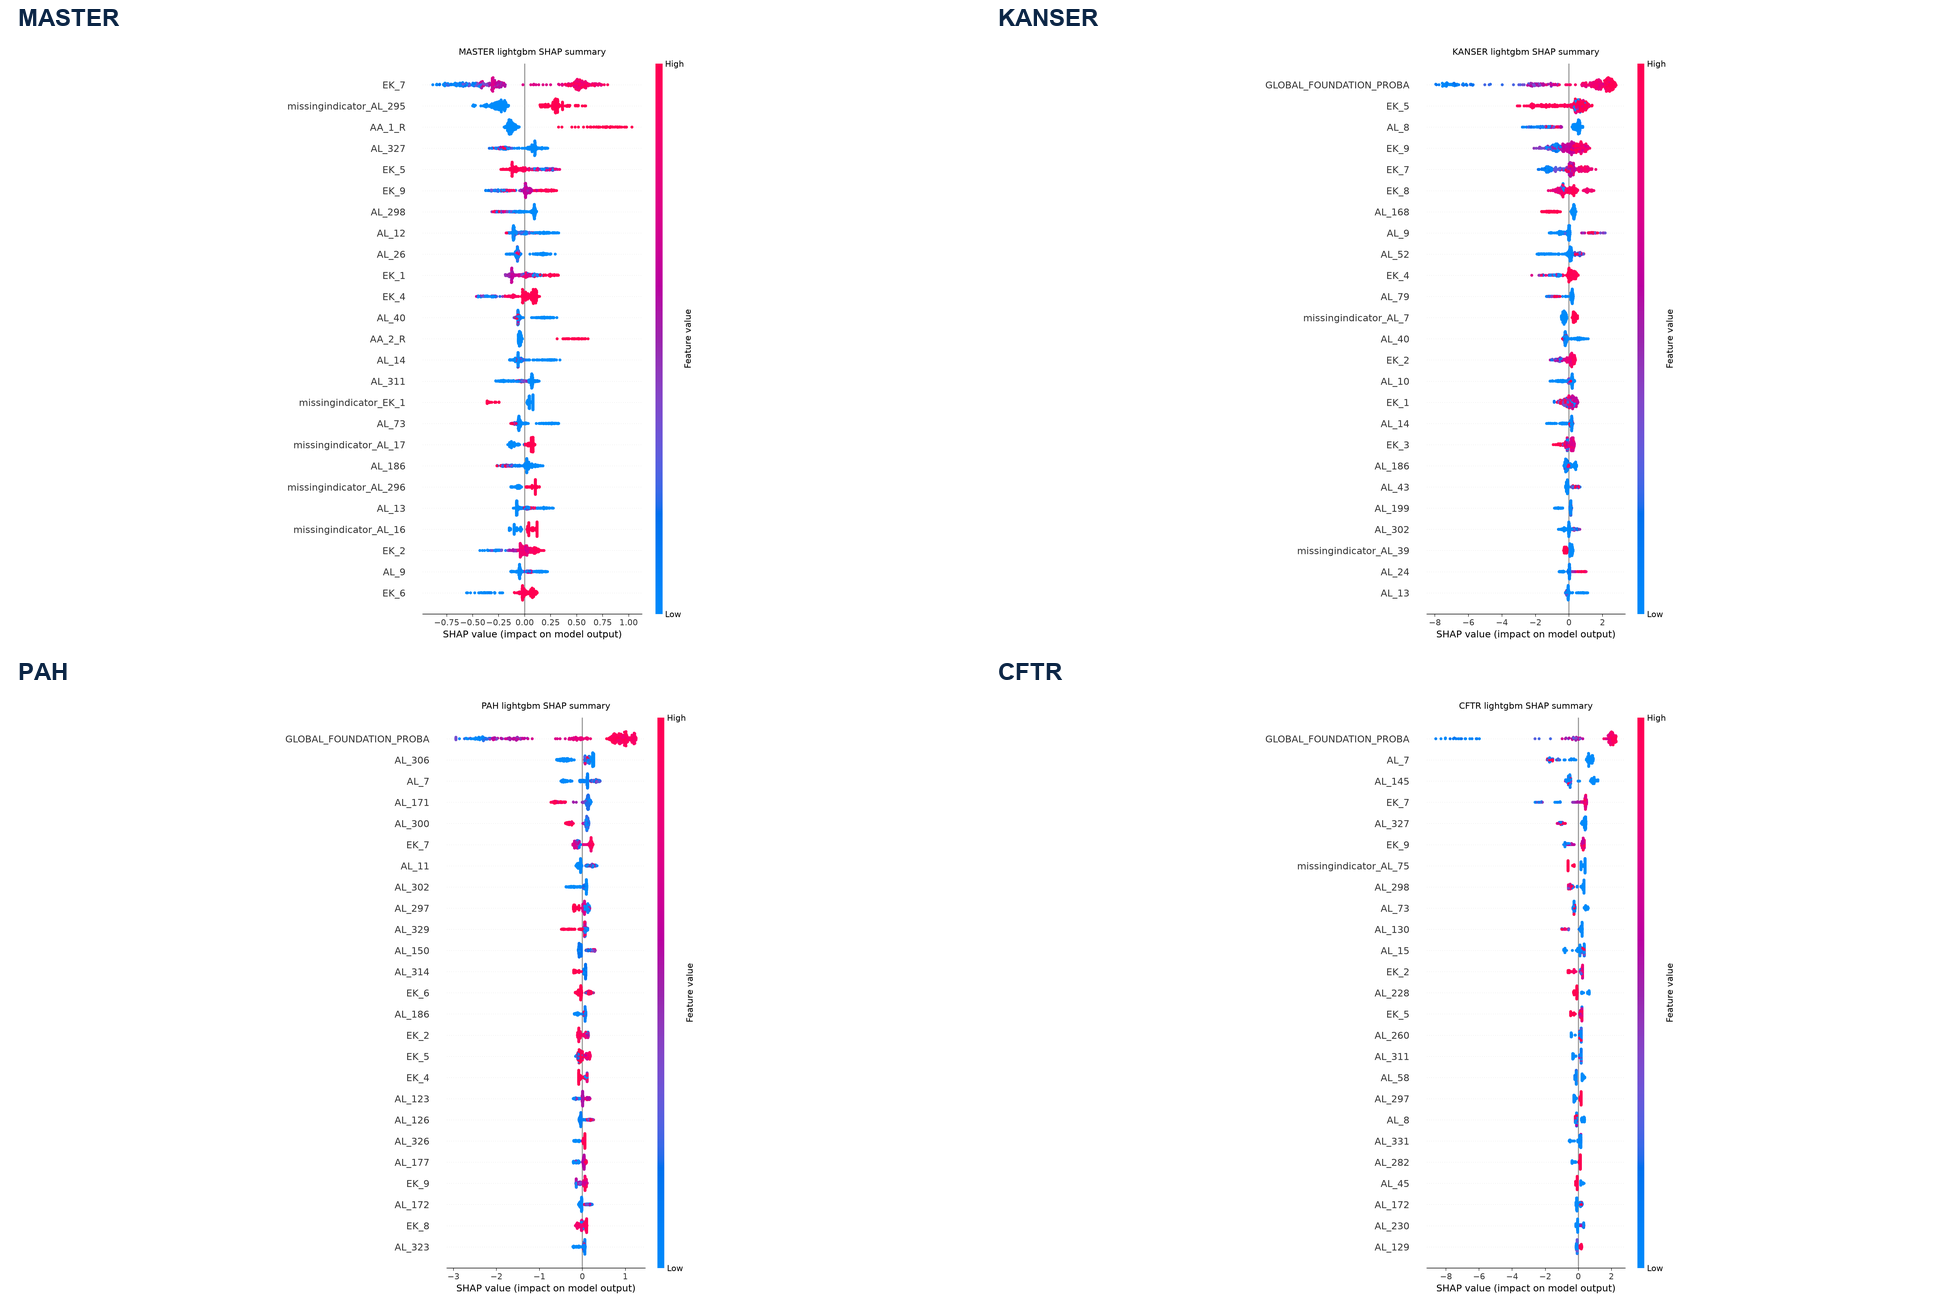 MASTER
MASTER lightgbm SHAP summary
High
EK_7
missingindicator_AL_295
AA_1_R
AL_327
EK_5
EK_9
AL_298
AL_12
AL_26
EK_1
EK_4
AL_40
AA_2_R
AL_14
AL_311
missingindicator_EK_1
AL_73
missingindicator_AL_17
AL_186
missingindicator_AL_296
AL_13
missingindicator_AL_16
EK_2
AL_9
EK_6
Feature value
Low
−0.75 −0.50 −0.25 0.00 0.25 0.50 0.75 1.00
SHAP value (impact on model output)
KANSER
KANSER lightgbm SHAP summary
High
GLOBAL_FOUNDATION_PROBA
EK_5
AL_8
EK_9
EK_7
EK_8
AL_168
AL_9
AL_52
EK_4
AL_79
missingindicator_AL_7
AL_40
EK_2
AL_10
EK_1
AL_14
EK_3
AL_186
AL_43
AL_199
AL_302
missingindicator_AL_39
AL_24
AL_13
Feature value
Low
−8 −6 −4 −2 0 2
SHAP value (impact on model output)
PAH
PAH lightgbm SHAP summary
High
GLOBAL_FOUNDATION_PROBA
AL_306
AL_7
AL_171
AL_300
EK_7
AL_11
AL_302
AL_297
AL_329
AL_150
AL_314
EK_6
AL_186
EK_2
EK_5
EK_4
AL_123
AL_126
AL_326
AL_177
EK_9
AL_172
EK_8
AL_323
Feature value
Low
−3 −2 −1 0 1
SHAP value (impact on model output)
CFTR
CFTR lightgbm SHAP summary
High
GLOBAL_FOUNDATION_PROBA
AL_7
AL_145
EK_7
AL_327
EK_9
missingindicator_AL_75
AL_298
AL_73
AL_130
AL_15
EK_2
AL_228
EK_5
AL_260
AL_311
AL_58
AL_297
AL_8
AL_331
AL_282
AL_45
AL_172
AL_230
AL_129
Feature value
Low
−8 −6 −4 −2 0 2
SHAP value (impact on model output)